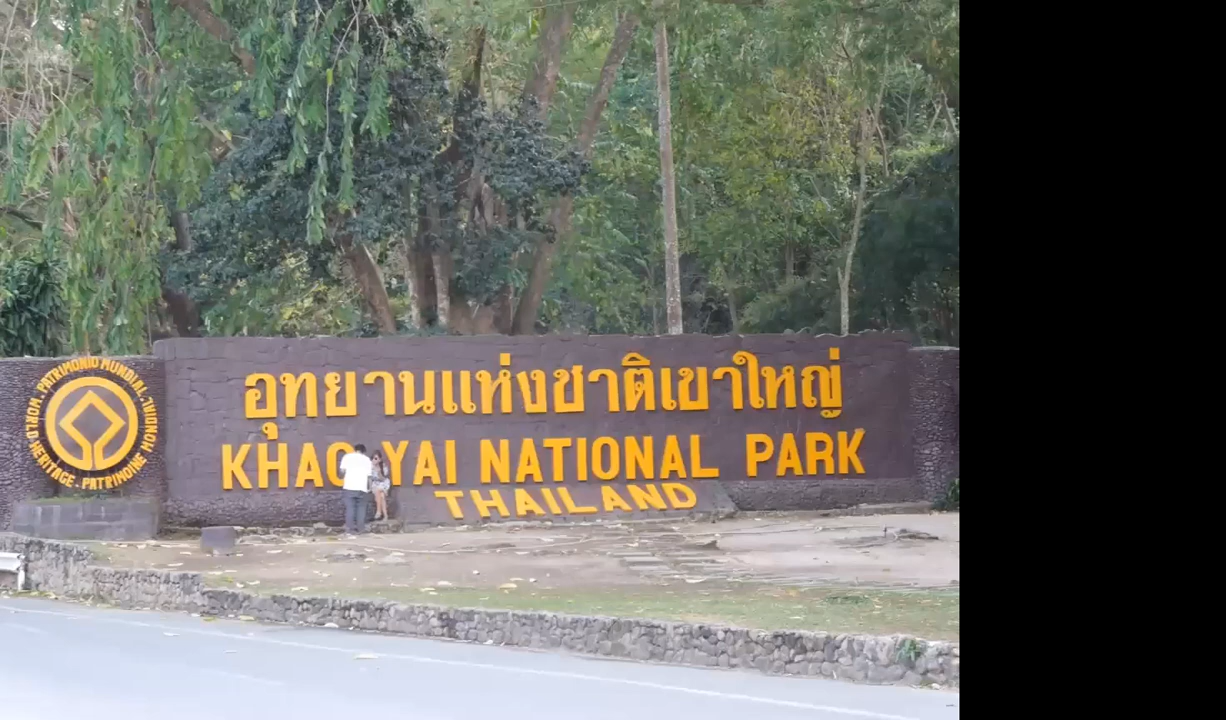 อุทยานแห่งชาติเขาใหญ่
KHAO YAI NATIONAL PARK
THAILAND
WORLD HERITAGE . PATRIMOINE MONDIAL . PATRIMONIO MUNDIAL .